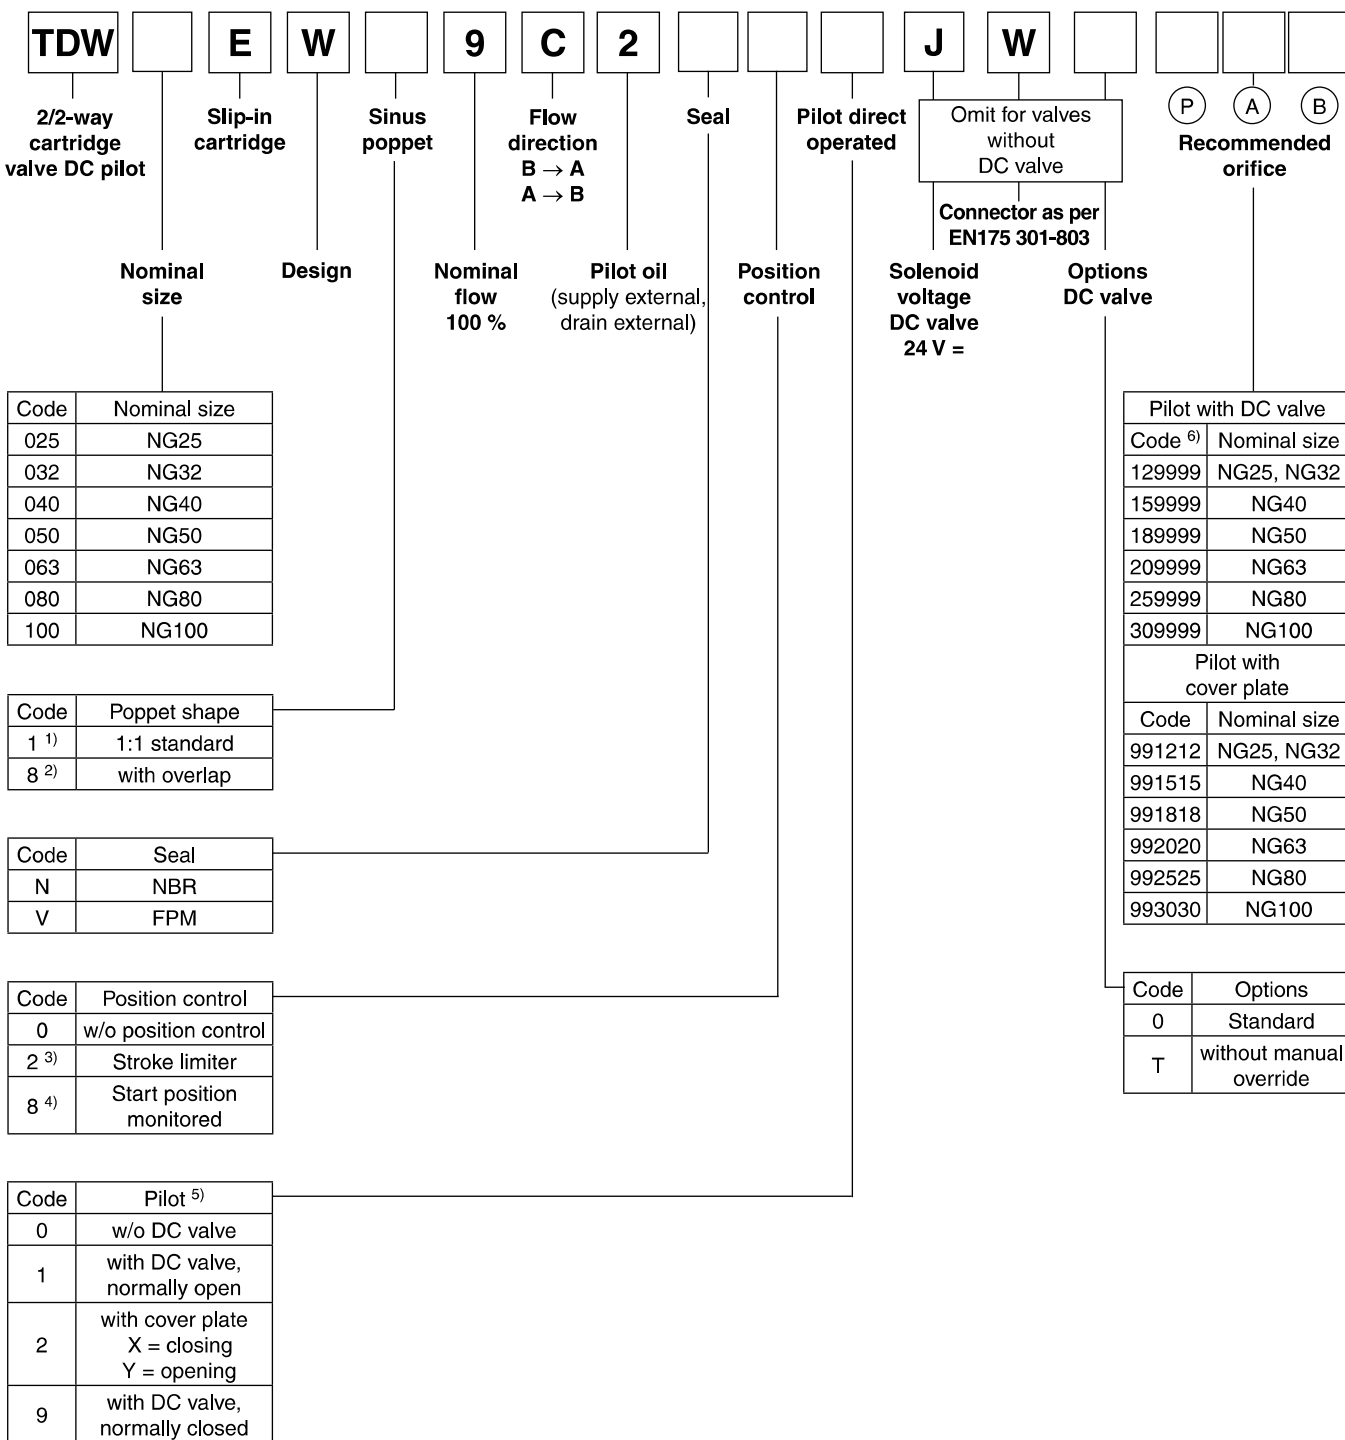 TDW E W 9 C 2 J W
2/2-way
cartridge
valve DC pilot
Slip-in
cartridge
Sinus
poppet
Flow
direction
B → A
A → B
Seal
Pilot direct
operated
Omit for valves
without
DC valve
P A B
Recommended
orifice
Connector as per
EN175 301-803
Nominal
size
Design
Nominal
flow
100 %
Pilot oil
(supply external,
drain external)
Position
control
Solenoid
voltage
DC valve
24 V =
Options
DC valve
Code Nominal size
025 NG25
032 NG32
040 NG40
050 NG50
063 NG63
080 NG80
100 NG100
Code Poppet shape
1 1) 1:1 standard
8 2) with overlap
Code Seal
N NBR
V FPM
Code Position control
0 w/o position control
2 3) Stroke limiter
8 4) Start position
monitored
Code Pilot 5)
0 w/o DC valve
1 with DC valve,
normally open
2 with cover plate
X = closing
Y = opening
9 with DC valve,
normally closed
Pilot with DC valve
Code 6) Nominal size
129999 NG25, NG32
159999 NG40
189999 NG50
209999 NG63
259999 NG80
309999 NG100
Pilot with
cover plate
Code Nominal size
991212 NG25, NG32
991515 NG40
991818 NG50
992020 NG63
992525 NG80
993030 NG100
Code Options
0 Standard
T without manual
override